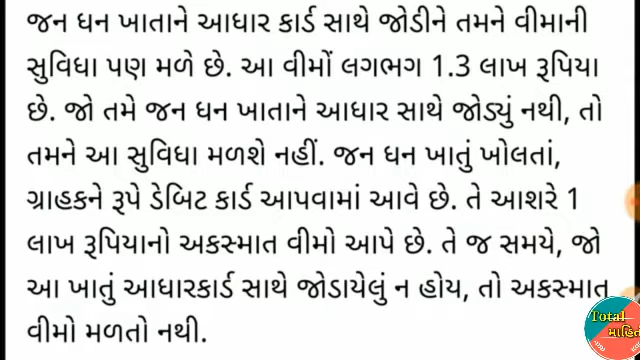 જન ધન ખાતાને આધાર કાર્ડ સાથે જોડીને તમને વીમાની
સુવિધા પણ મળે છે. આ વીમોં લગભગ 1.3 લાખ રૂપિયા
છે. જો તમે જન ધન ખાતાને આધાર સાથે જોડ્યું નથી, તો
તમને આ સુવિધા મળશે નહીં. જન ધન ખાતું ખોલતાં,
ગ્રાહકને રૂપે ડેબિટ કાર્ડ આપવામાં આવે છે. તે આશરે 1
લાખ રૂપિયાનો અકસ્માત વીમો આપે છે. તે જ સમયે, જો
આ ખાતું આધારકાર્ડ સાથે જોડાયેલું ન હોય, તો અકસ્માત
વીમો મળતો નથી.
Total